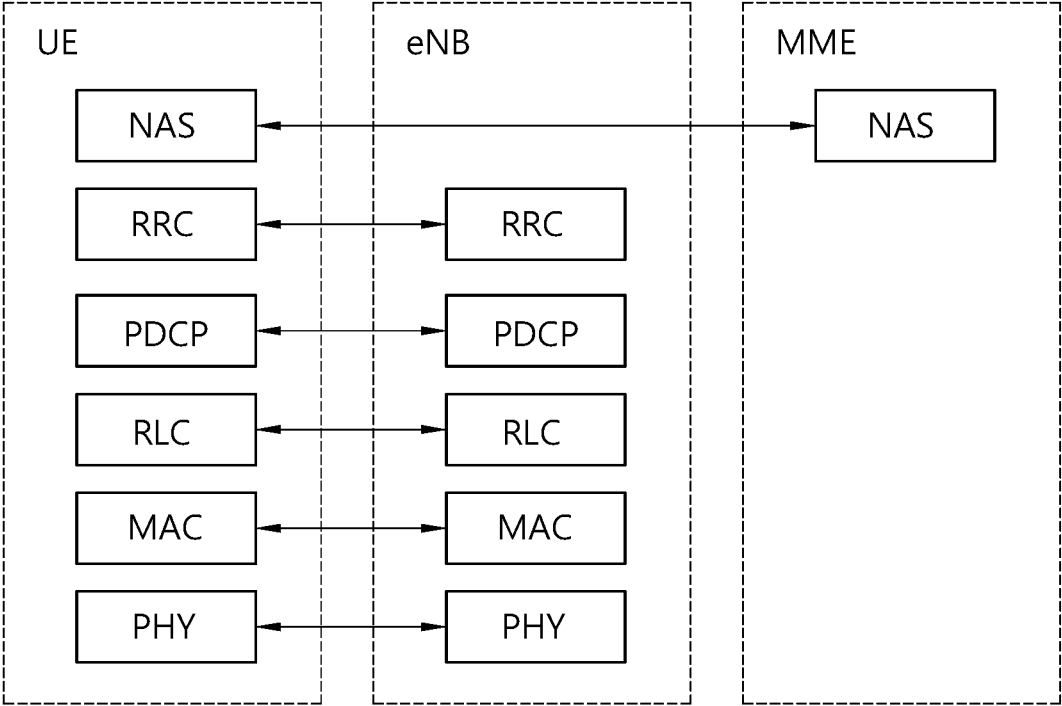 UE eNB MME
NAS NAS
RRC RRC
PDCP PDCP
RLC RLC
MAC MAC
PHY PHY